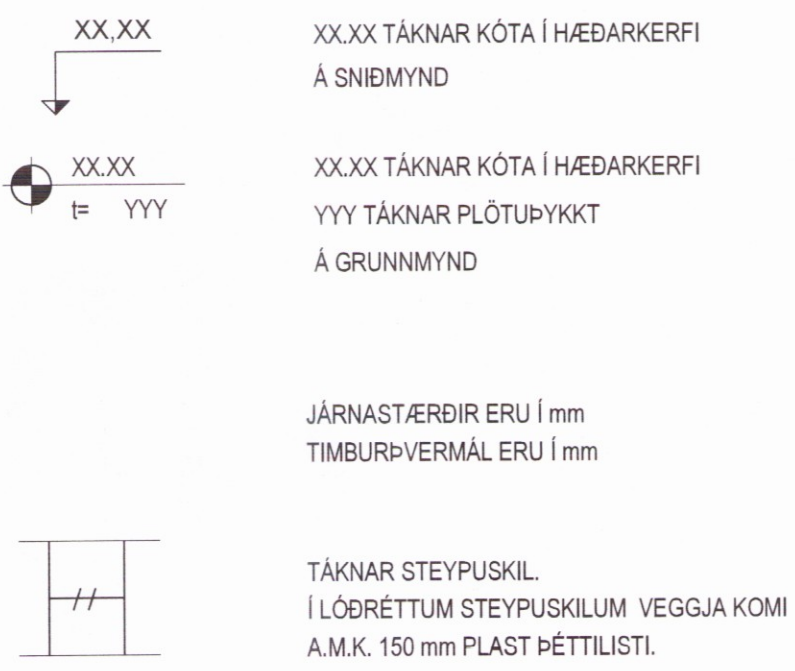 XX,XX
XX.XX TÁKNAR KÓTA Í HÆÐARKERFI
Á SNIÐMYND
XX.XX
t= YYY
XX.XX TÁKNAR KÓTA Í HÆÐARKERFI
YYY TÁKNAR PLÖTUÞYKKT
Á GRUNNMYND
JÁRNASTÆRÐIR ERU Í mm
TIMBURÞVERMÁL ERU Í mm
TÁKNAR STEYPUSKIL.
Í LÓÐRÉTTUM STEYPUSKILUM VEGGJA KOMI
A.M.K. 150 mm PLAST ÞÉTTILISTI.